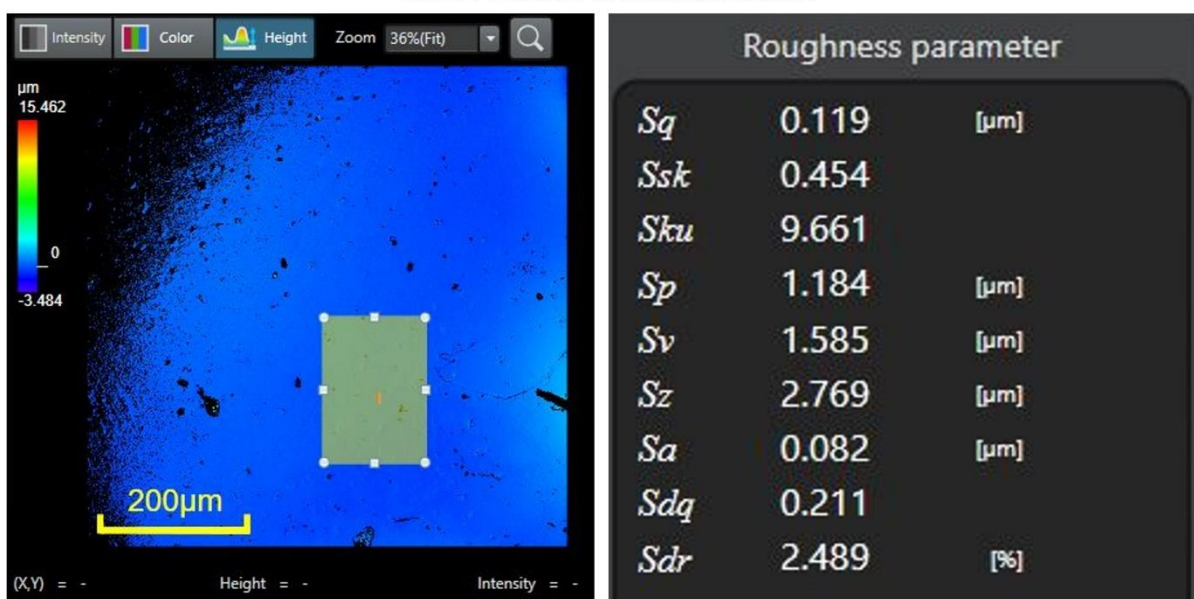 Intensity Color Height Zoom 36%(Fit)
µm
15.462
0
-3.484
200µm
(X,Y) = - Height = - Intensity = -
Roughness parameter
Sq 0.119 [µm]
Ssk 0.454
Sku 9.661
Sp 1.184 [µm]
Sv 1.585 [µm]
Sz 2.769 [µm]
Sa 0.082 [µm]
Sdq 0.211
Sdr 2.489 [%]